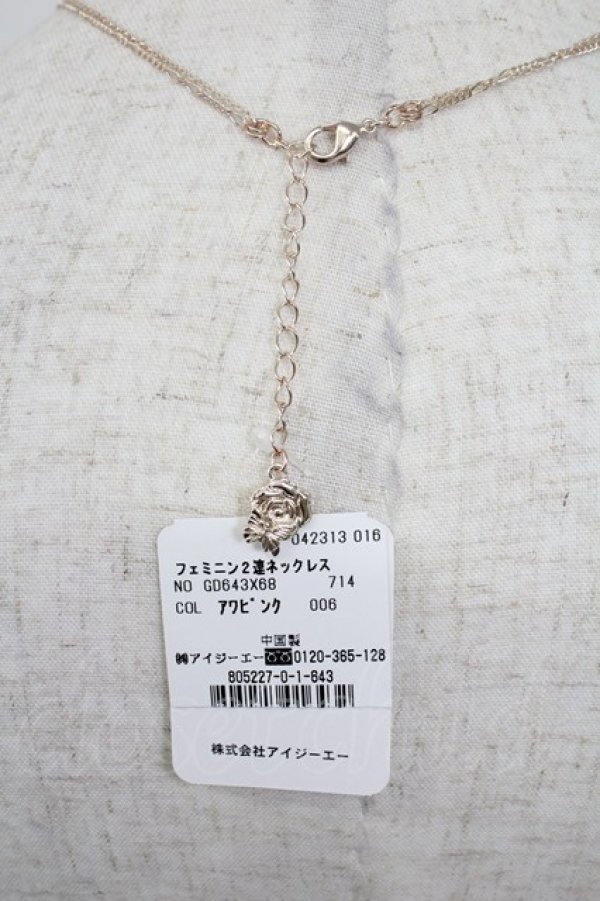 042313 016
フェミニン2連ネックレス
NO GD643X68 714
COL アワピンク 006
中国製
㈱アイジーエー 0120-365-128
805227-0-1-643
株式会社アイジーエー